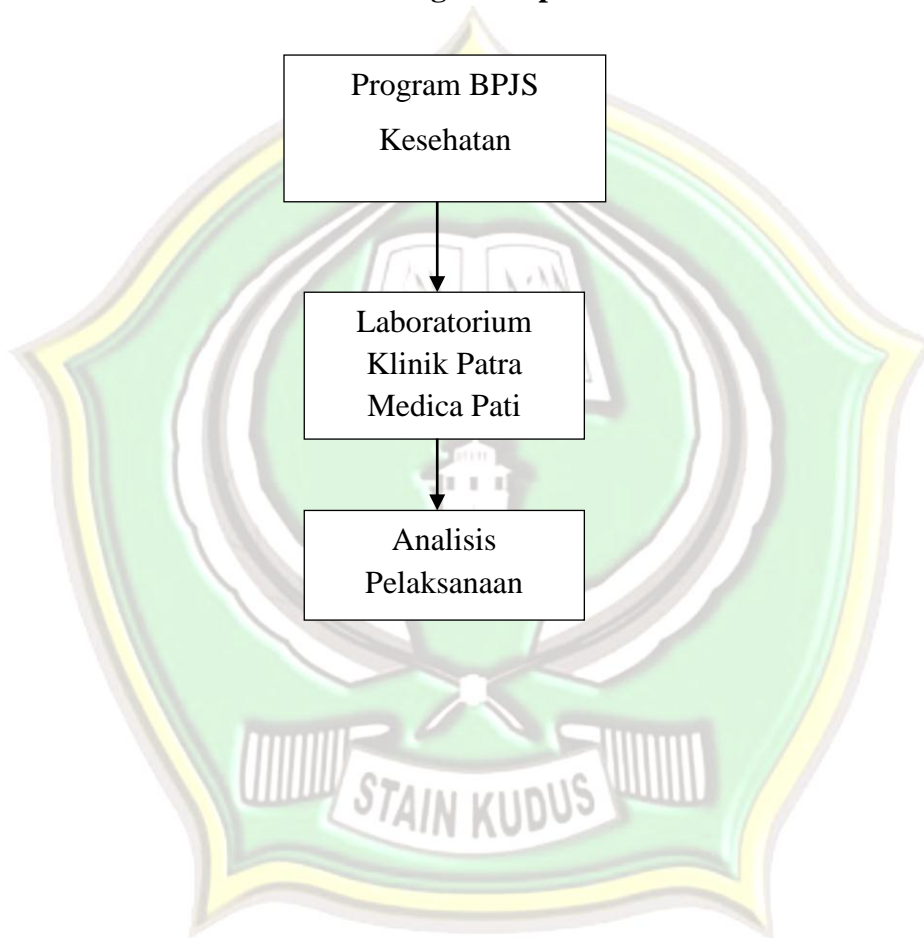 Program BPJS
Kesehatan
Laboratorium
Klinik Patra
Medica Pati
Analisis
Pelaksanaan
STAIN KUDUS